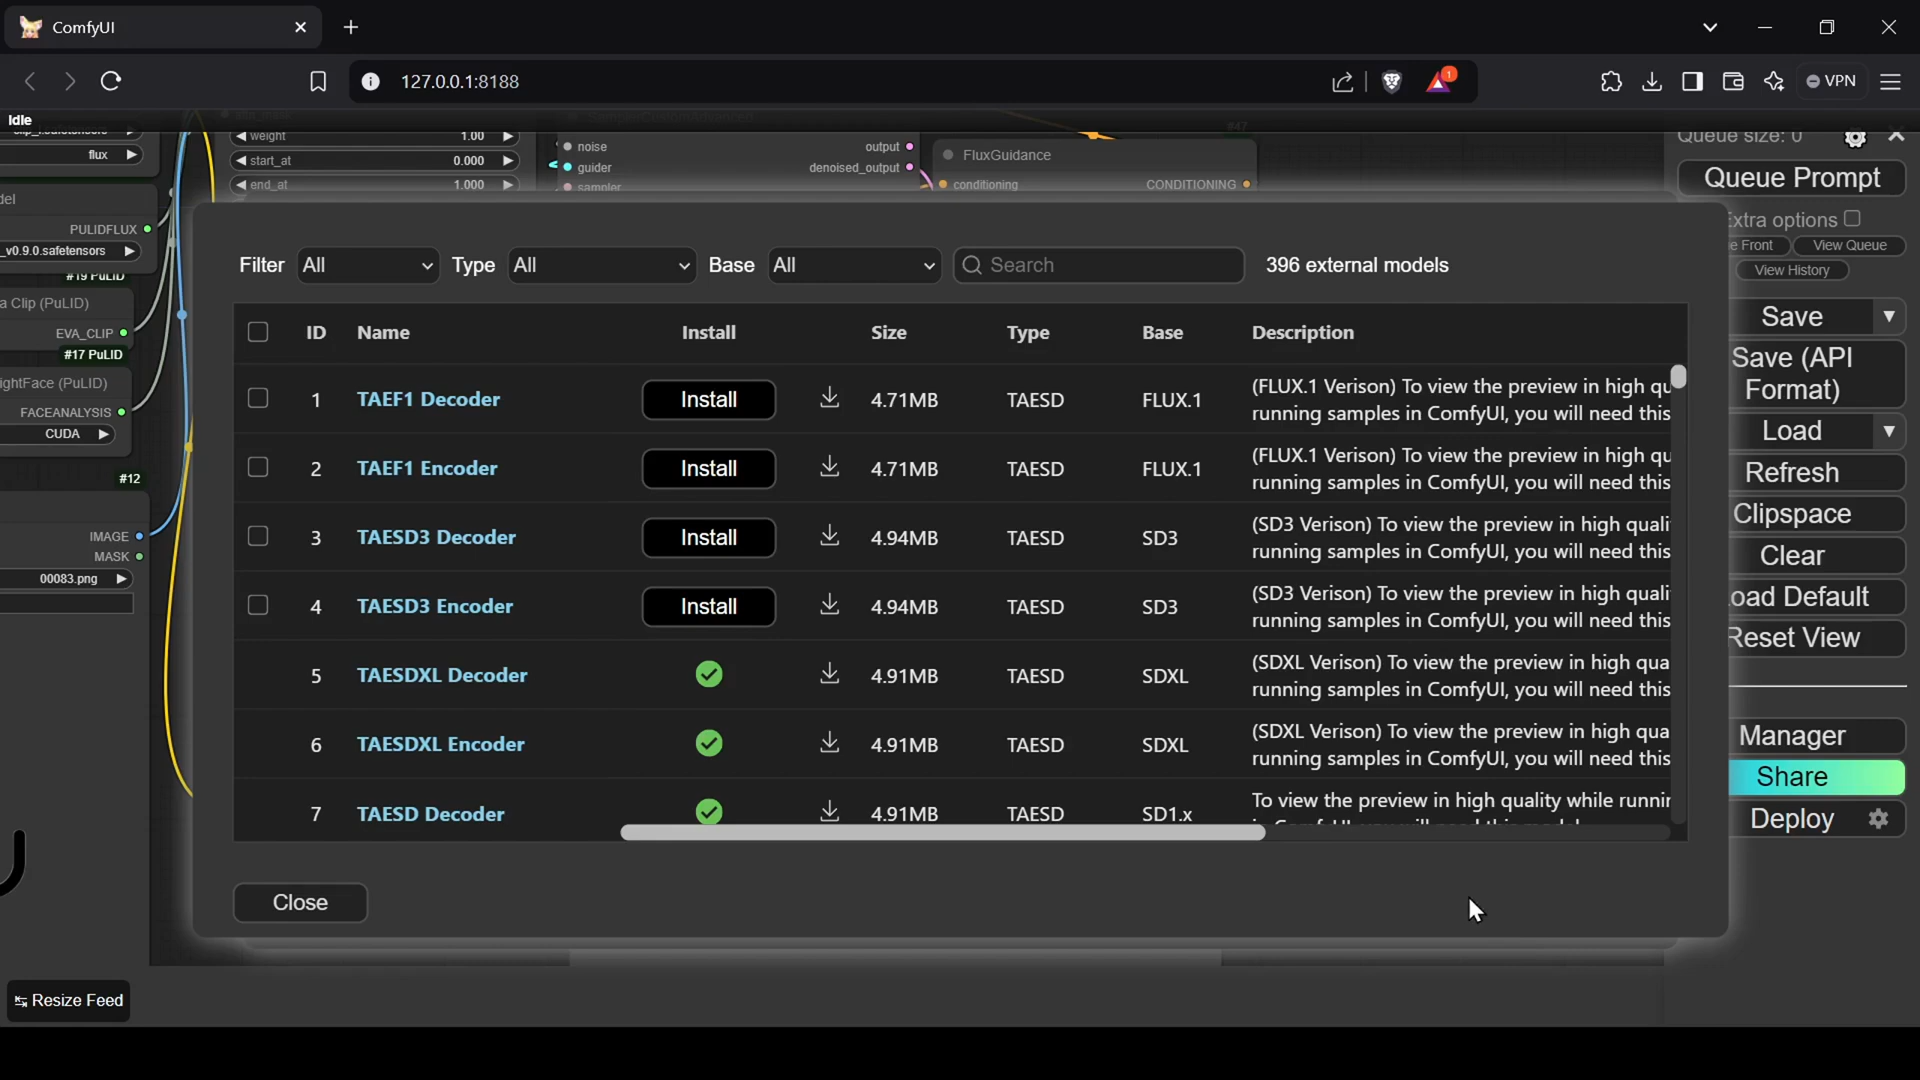 ComfyUI
127.0.0.1:8188
1
VPN
Idle
weight 1.00
start_at 0.000
end_at 1.000
noise output
guider denoised_output
sampler
FluxGuidance
conditioning CONDITIONING
Queue size: 0
Queue Prompt
Extra options
e Front View Queue
View History
flux
del
PULIDFLUX
_v0.9.0.safetensors
#19 PuLID
a Clip (PuLID)
EVA_CLIP
#17 PuLID
ightFace (PuLID)
FACEANALYSIS
CUDA
#12
IMAGE
MASK
00083.png
Filter All Type All Base All Search 396 external models
ID Name Install Size Type Base Description
1 TAEF1 Decoder Install 4.71MB TAESD FLUX.1 (FLUX.1 Verison) To view the preview in high qu
running samples in ComfyUI, you will need this
2 TAEF1 Encoder Install 4.71MB TAESD FLUX.1 (FLUX.1 Verison) To view the preview in high qu
running samples in ComfyUI, you will need this
3 TAESD3 Decoder Install 4.94MB TAESD SD3 (SD3 Verison) To view the preview in high quali
running samples in ComfyUI, you will need this
4 TAESD3 Encoder Install 4.94MB TAESD SD3 (SD3 Verison) To view the preview in high quali
running samples in ComfyUI, you will need this
5 TAESDXL Decoder 4.91MB TAESD SDXL (SDXL Verison) To view the preview in high qua
running samples in ComfyUI, you will need this
6 TAESDXL Encoder 4.91MB TAESD SDXL (SDXL Verison) To view the preview in high qua
running samples in ComfyUI, you will need this
7 TAESD Decoder 4.91MB TAESD SD1.x To view the preview in high quality while runnir
Close
Save
Save (API
Format)
Load
Refresh
Clipspace
Clear
oad Default
Reset View
Manager
Share
Deploy
Resize Feed